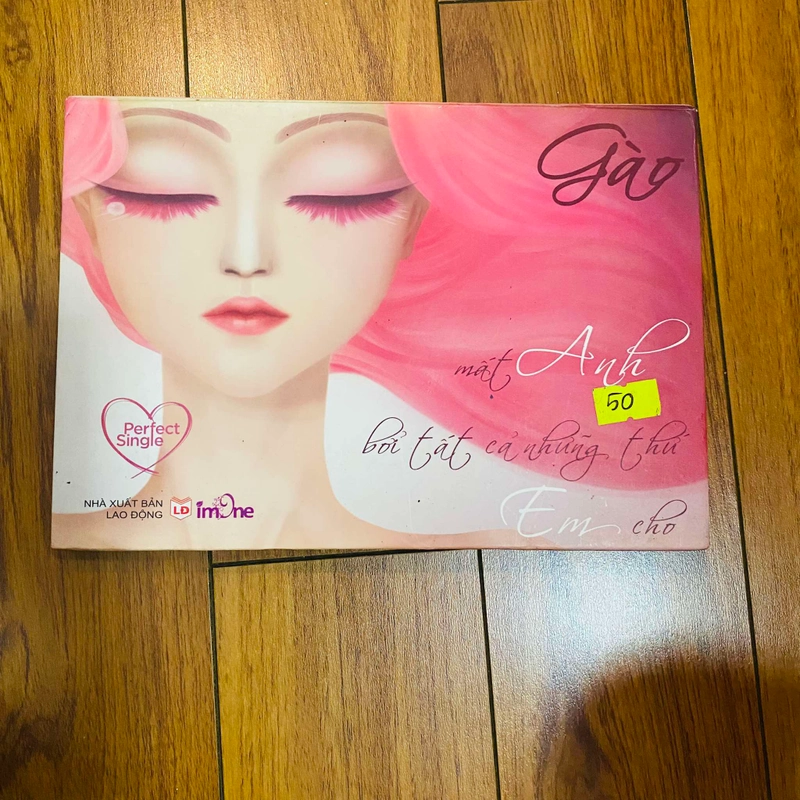 Gào
mất Anh
50
bởi tất cả những thứ
Em cho
Perfect
Single
NHÀ XUẤT BẢN
LAO ĐỘNG
LĐ
imOne